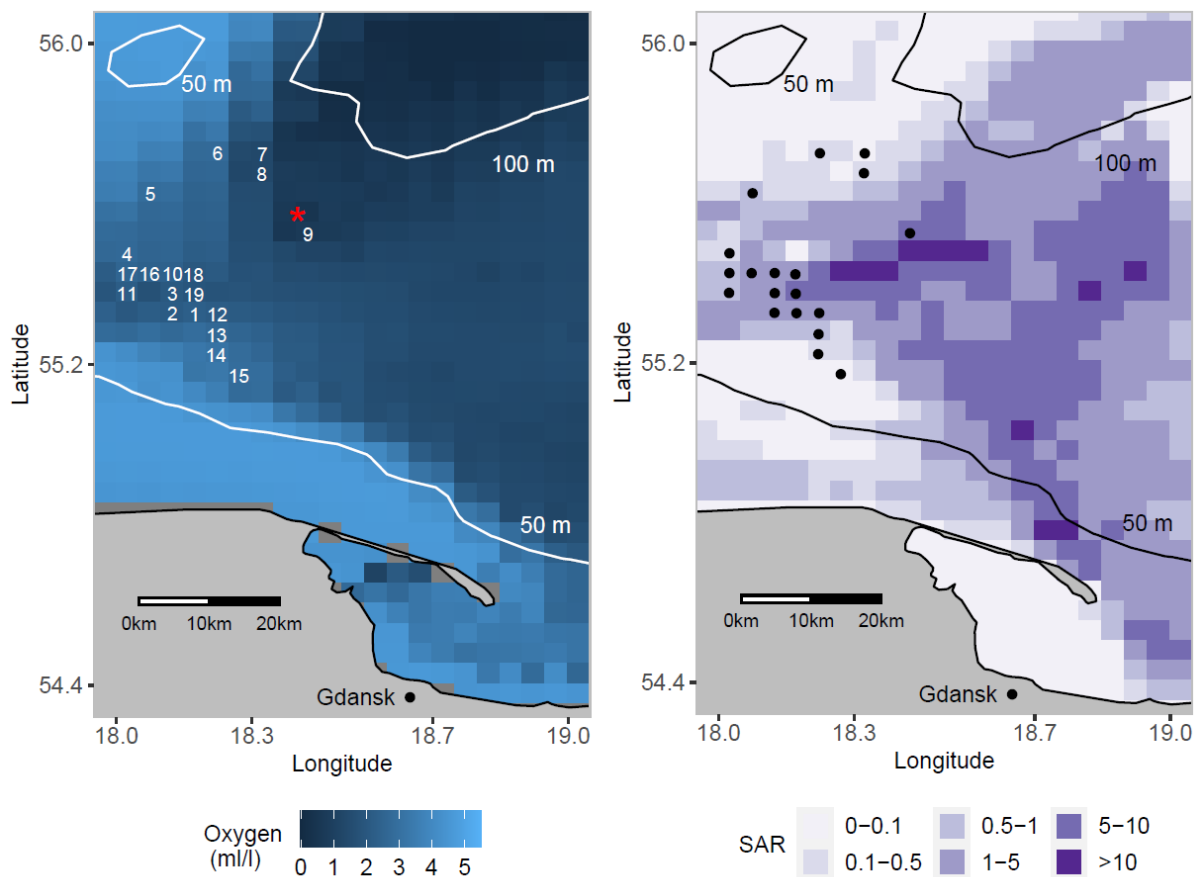 56.0
50 m
6
7
8
100 m
5
*
9
4
17 16 10 18
11 3 19
2 1 12
13
14
15
55.2
Latitude
50 m
0km 10km 20km
54.4
Gdansk
18.0 18.3 18.7 19.0
Longitude
Oxygen
(ml/l)
0 1 2 3 4 5
56.0
50 m
100 m
55.2
Latitude
50 m
0km 10km 20km
54.4
Gdansk
18.0 18.3 18.7 19.0
Longitude
SAR
0−0.1 0.5−1 5−10
0.1−0.5 1−5 >10